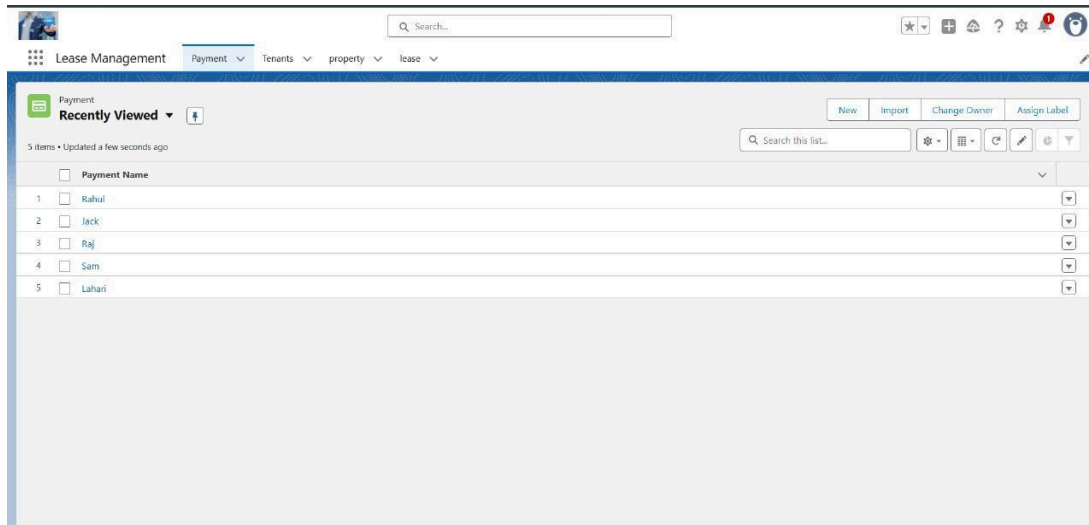 Search...
1
Lease Management Payment Tenants property lease
Payment
Recently Viewed
New Import Change Owner Assign Label
5 items • Updated a few seconds ago
Search this list...
Payment Name
1 Rahul
2 Jack
3 Raj
4 Sam
5 Lahari